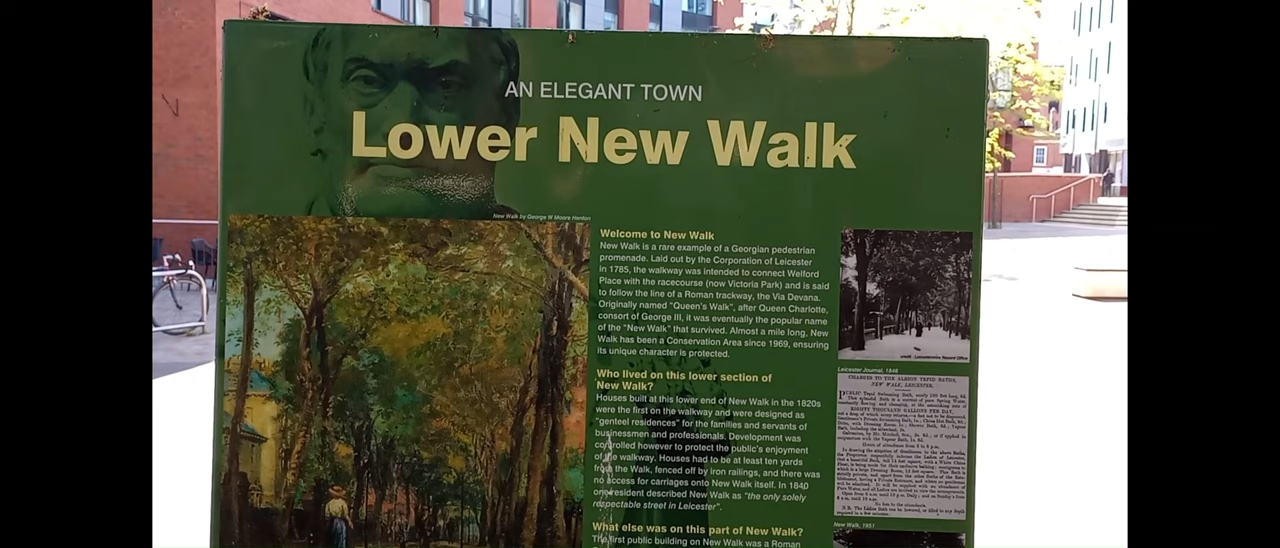 AN ELEGANT TOWN
Lower New Walk
New Walk by George W Moore Henton
Welcome to New Walk
New Walk is a rare example of a Georgian pedestrian
promenade. Laid out by the Corporation of Leicester
in 1785, the walkway was intended to connect Welford
Place with the racecourse (now Victoria Park) and is said
to follow the line of a Roman trackway, the Via Devana.
Originally named "Queen's Walk", after Queen Charlotte,
consort of George III, it was eventually the popular name
of the "New Walk" that survived. Almost a mile long, New
Walk has been a Conservation Area since 1969, ensuring
its unique character is protected.
Who lived on this lower section of
New Walk?
Houses built at this lower end of New Walk in the 1820s
were the first on the walkway and were designed as
"genteel residences" for the families and servants of
businessmen and professionals. Development was
controlled however to protect the public's enjoyment
of the walkway. Houses had to be at least ten yards
from the Walk, fenced off by iron railings, and there was
no access for carriages onto New Walk itself. In 1840
one resident described New Walk as "the only solely
respectable street in Leicester".
What else was on this part of New Walk?
The first public building on New Walk was a Roman
credit - Leicestershire Record Office
Leicester Journal, 1846
CHARGES TO THE ALBION TEPID BATHS,
NEW WALK, LEICESTER.
EIGHTY THOUSAND GALLONS PER DAY,
New Walk, 1951